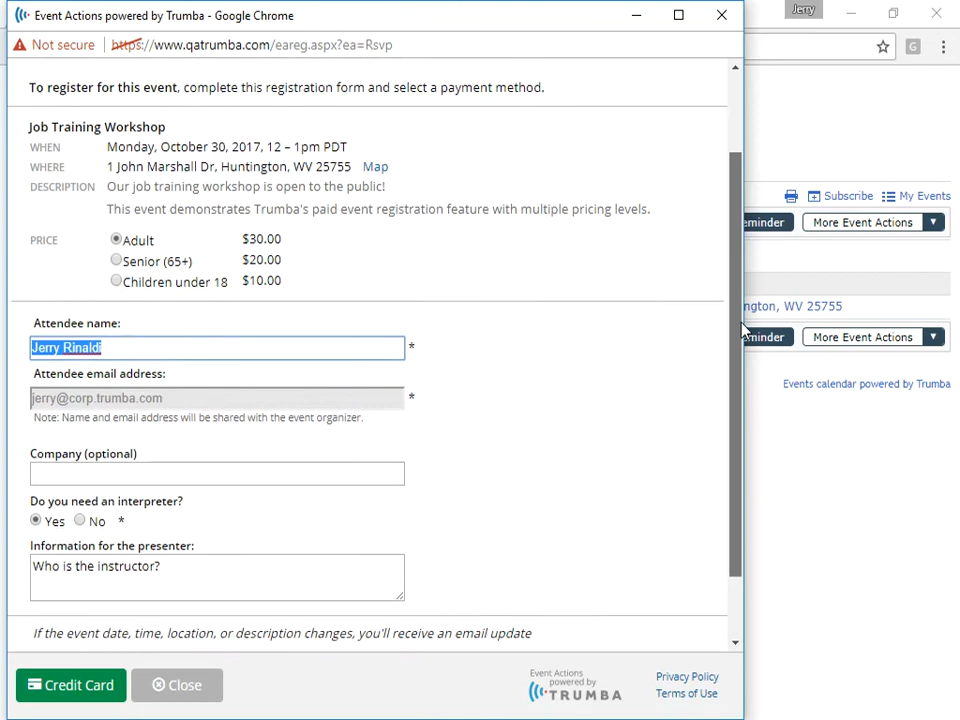 Event Actions powered by Trumba - Google Chrome
Jerry
Not secure https://www.qatrumba.com/eareg.aspx?ea=Rsvp
G
To register for this event, complete this registration form and select a payment method.
Job Training Workshop
WHEN Monday, October 30, 2017, 12 – 1pm PDT
WHERE 1 John Marshall Dr, Huntington, WV 25755 Map
DESCRIPTION Our job training workshop is open to the public!
This event demonstrates Trumba's paid event registration feature with multiple pricing levels.
PRICE Adult $30.00
Senior (65+) $20.00
Children under 18 $10.00
Subscribe My Events
eminder More Event Actions
ngton, WV 25755
eminder More Event Actions
Events calendar powered by Trumba
Attendee name:
Jerry Rinaldi *
Attendee email address:
jerry@corp.trumba.com *
Note: Name and email address will be shared with the event organizer.
Company (optional)
Do you need an interpreter?
Yes No *
Information for the presenter:
Who is the instructor?
If the event date, time, location, or description changes, you'll receive an email update
Credit Card Close
Event Actions
powered by
TRUMBA
Privacy Policy
Terms of Use